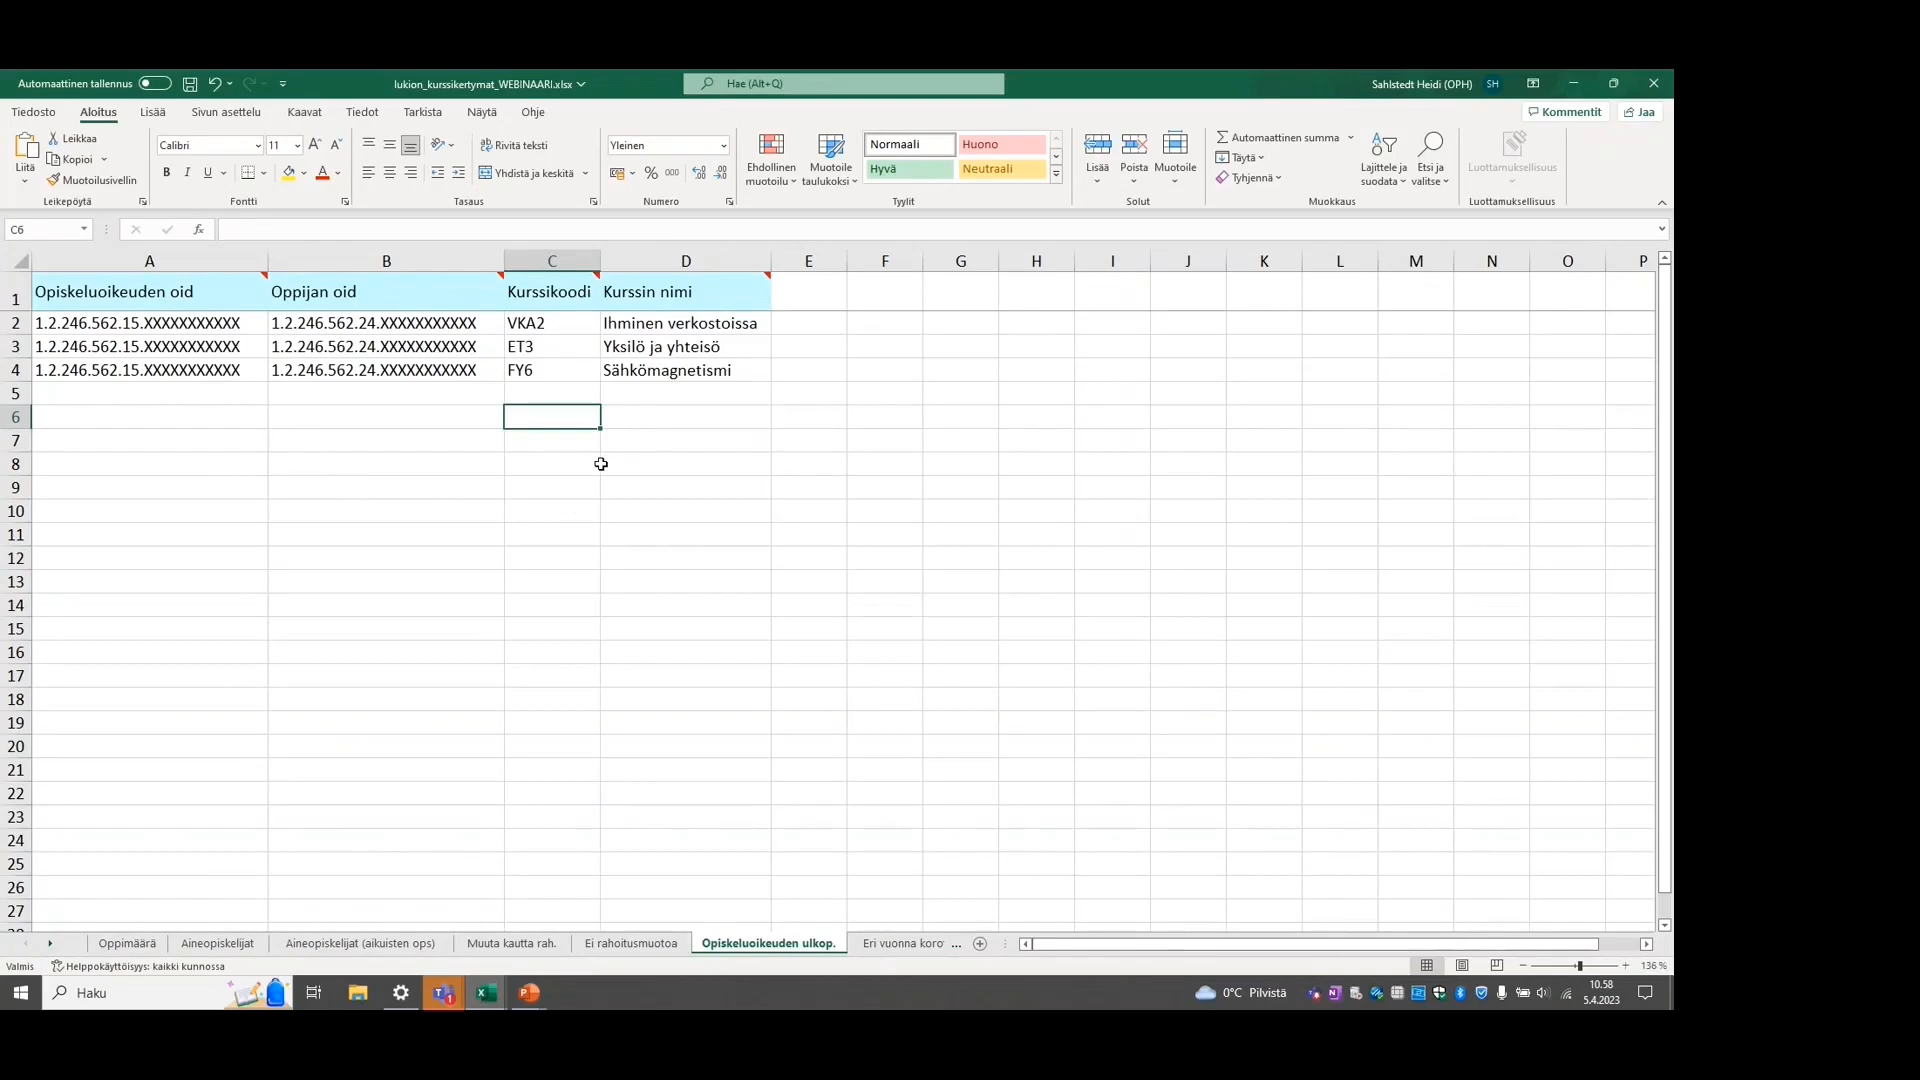 Automaattinen tallennus
lukion_kurssikertymat_WEBINAARI.xlsx
Hae (Alt+Q)
Sahlstedt Heidi (OPH) SH
Tiedosto Aloitus Lisää Sivun asettelu Kaavat Tiedot Tarkista Näytä Ohje
Kommentit Jaa
Liitä
Leikkaa
Kopioi
Muotoilusivellin
Leikepöytä
Calibri 11
B I U
Fontti
Rivitä teksti
Yhdistä ja keskitä
Tasaus
Yleinen
% 000
Numero
Ehdollinen muotoilu
Muotoile taulukoksi
Normaali Huono
Hyvä Neutraali
Tyylit
Lisää Poista Muotoile
Solut
Automaattinen summa
Täytä
Tyhjennä
Lajittele ja suodata
Etsi ja valitse
Muokkaus
Luottamuksellisuus
Luottamuksellisuus
C6 fx
A B C D E F G H I J K L M N O P
1 Opiskeluoikeuden oid Oppijan oid Kurssikoodi Kurssin nimi
2 1.2.246.562.15.XXXXXXXXXXX 1.2.246.562.24.XXXXXXXXXXX VKA2 Ihminen verkostoissa
3 1.2.246.562.15.XXXXXXXXXXX 1.2.246.562.24.XXXXXXXXXXX ET3 Yksilö ja yhteisö
4 1.2.246.562.15.XXXXXXXXXXX 1.2.246.562.24.XXXXXXXXXXX FY6 Sähkömagnetismi
5
6
7
8
9
10
11
12
13
14
15
16
17
18
19
20
21
22
23
24
25
26
27
Oppimäärä Aineopiskelijat Aineopiskelijat (aikuisten ops) Muuta kautta rah. Ei rahoitusmuotoa Opiskeluoikeuden ulkop. Eri vuonna koro ...
Valmis Helppokäyttöisyys: kaikki kunnossa
136 %
Haku
0°C Pilvistä
10.58
5.4.2023